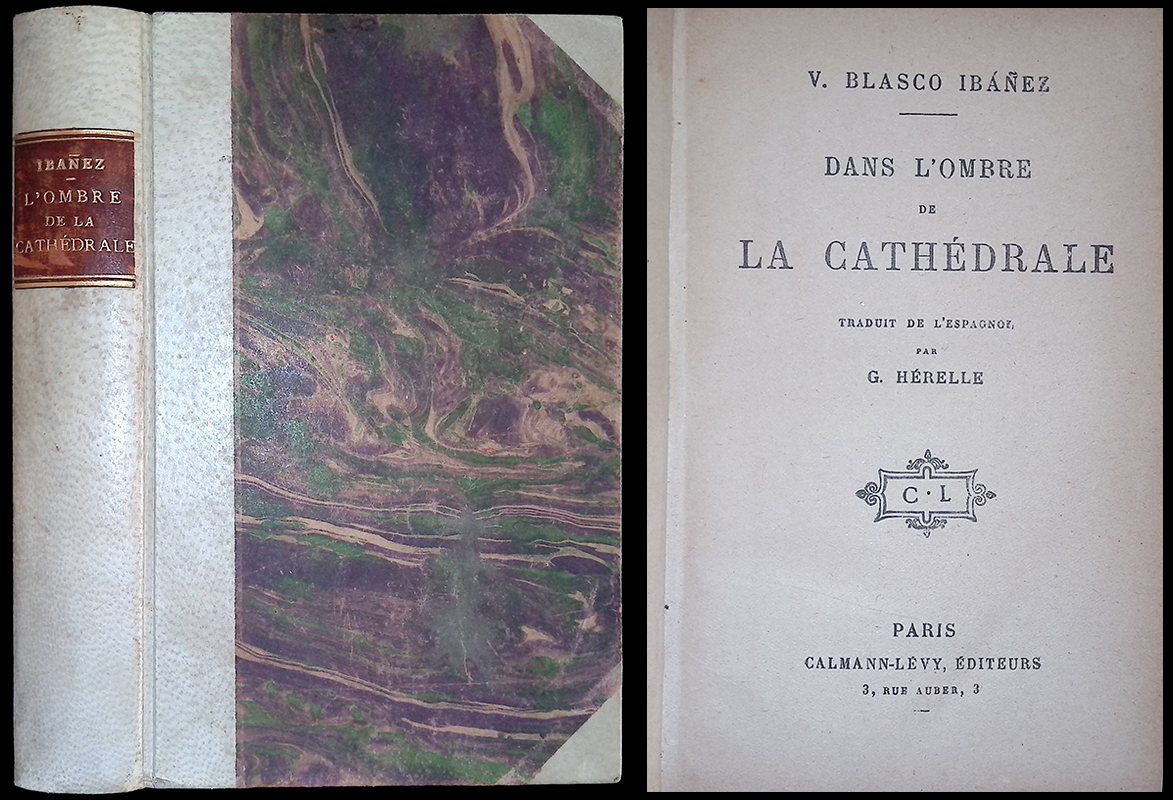 IBAÑEZ
L'OMBRE
DE LA
CATHÉDRALE
V. BLASCO IBÁÑEZ
DANS L'OMBRE
DE
LA CATHÉDRALE
TRADUIT DE L'ESPAGNOL
PAR
G. HÉRELLE
C·L
PARIS
CALMANN-LÉVY, ÉDITEURS
3, RUE AUBER, 3